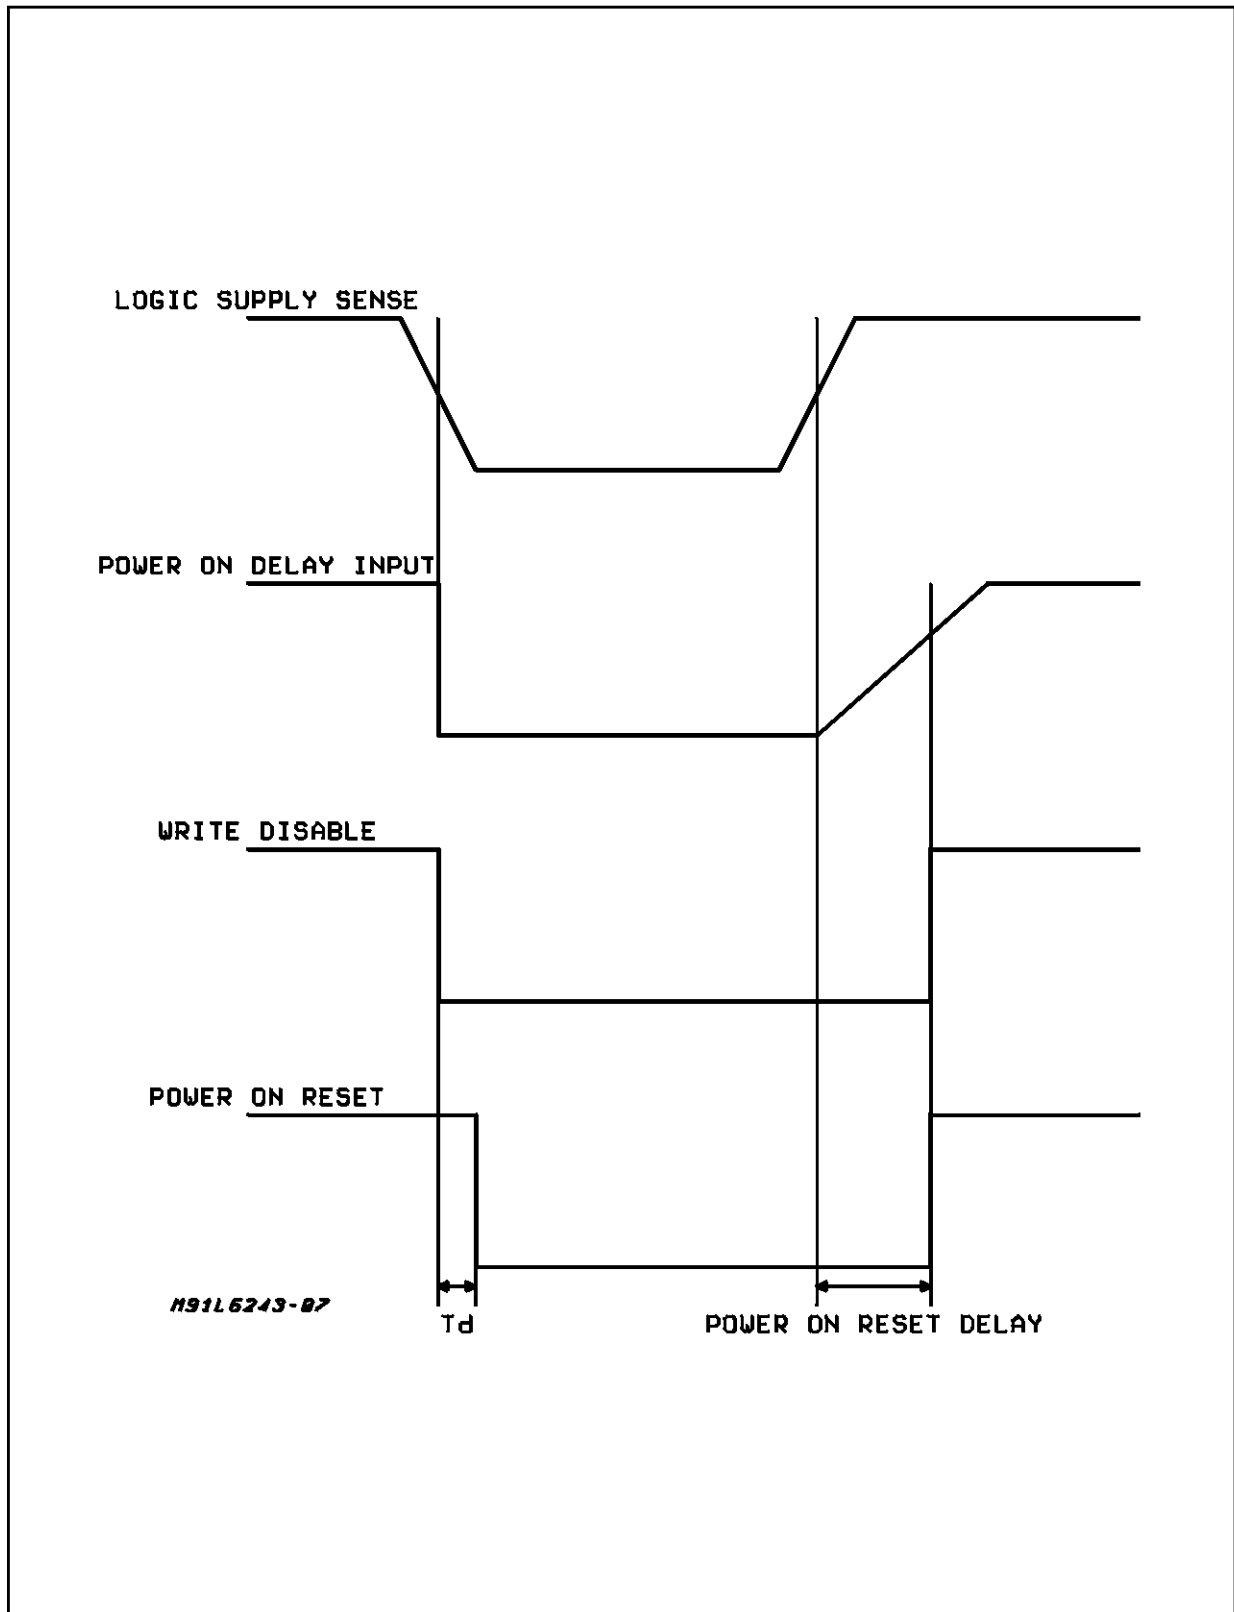 LOGIC SUPPLY SENSE
POWER ON DELAY INPUT
WRITE DISABLE
POWER ON RESET
M91L6243-07
Td
POWER ON RESET DELAY